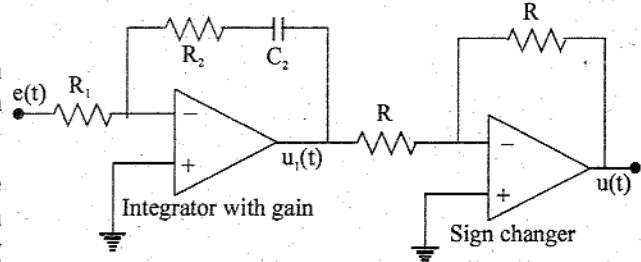 R
R₂
C₂
e(t)
R₁
−
+
u₁(t)
Integrator with gain
R
−
+
u(t)
Sign changer